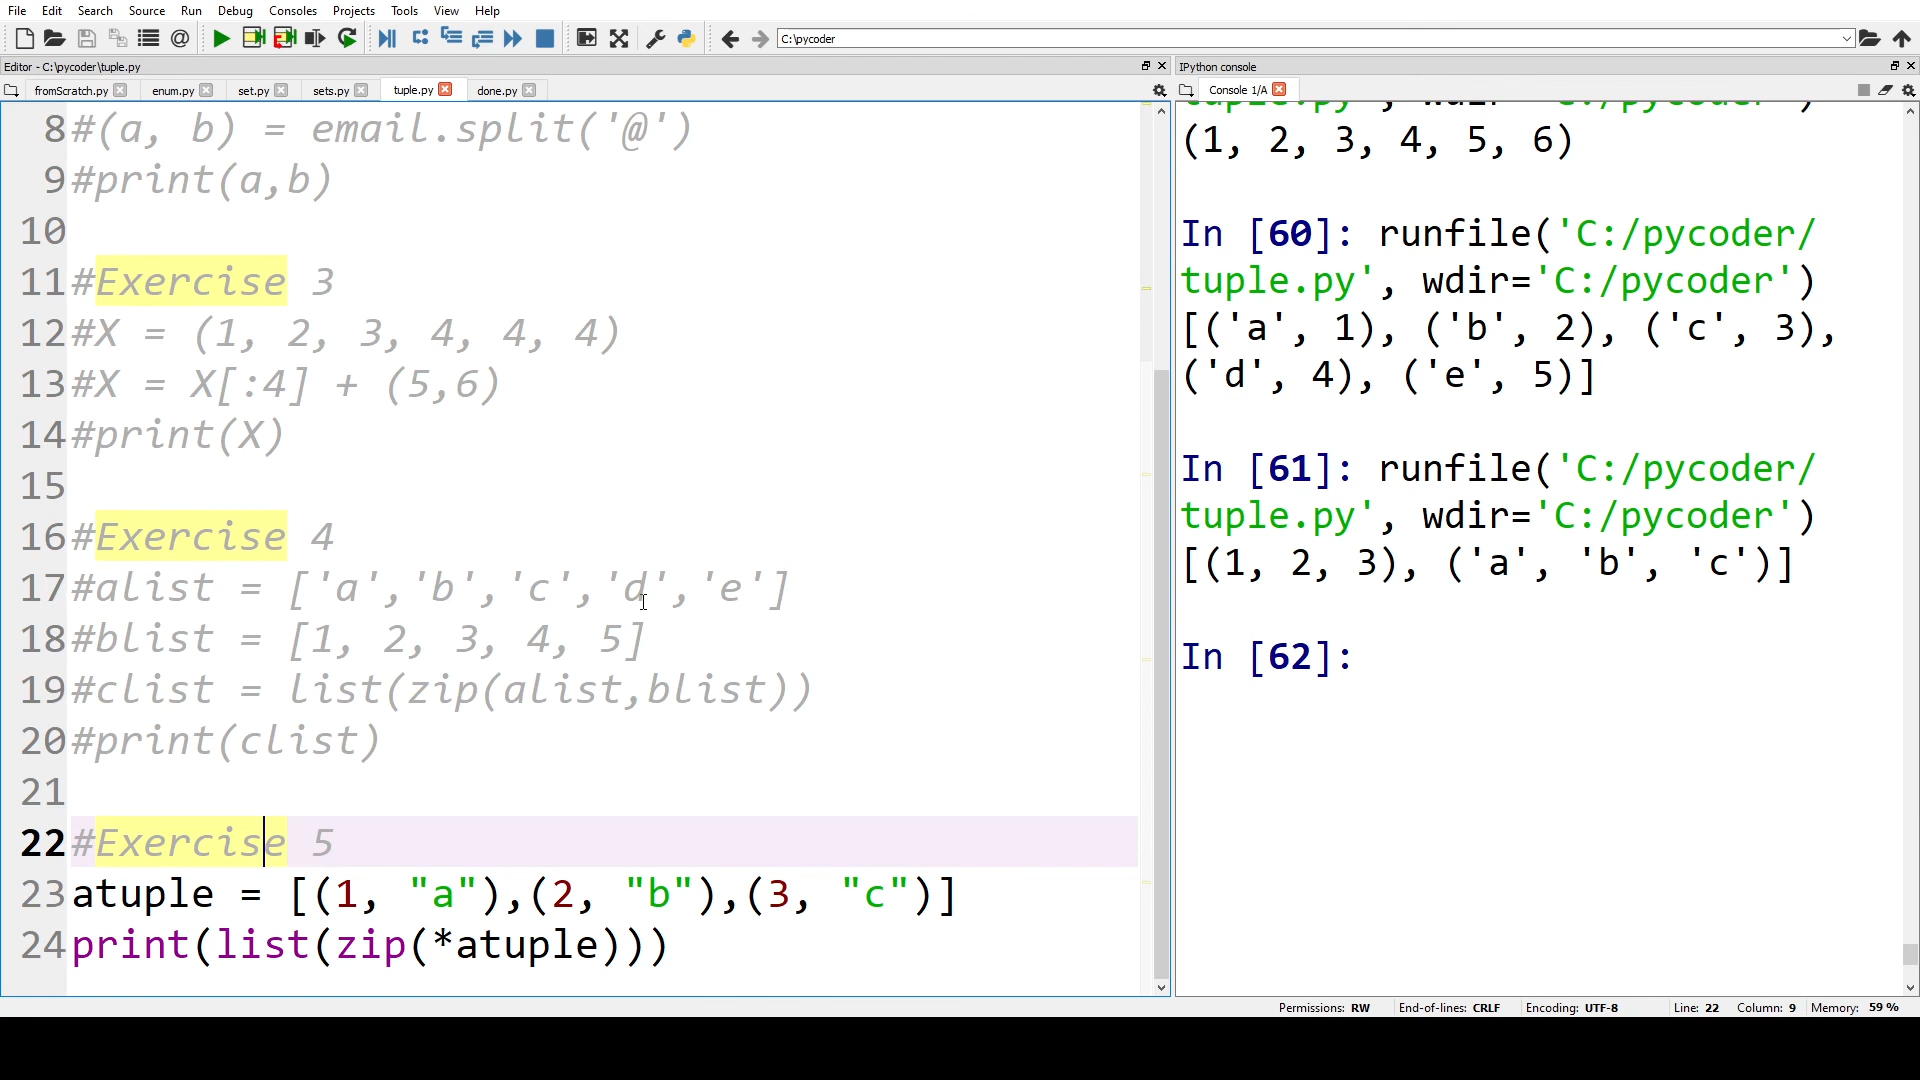 File Edit Search Source Run Debug Consoles Projects Tools View Help
C:\pycoder
Editor - C:\pycoder\tuple.py
fromScratch.py enum.py set.py sets.py tuple.py done.py
8 #(a, b) = email.split('@')
9 #print(a,b)
10
11 #Exercise 3
12 #X = (1, 2, 3, 4, 4, 4)
13 #X = X[:4] + (5,6)
14 #print(X)
15
16 #Exercise 4
17 #alist = ['a','b','c','d','e']
18 #blist = [1, 2, 3, 4, 5]
19 #clist = list(zip(alist,blist))
20 #print(clist)
21
22 #Exercise 5
23 atuple = [(1, "a"),(2, "b"),(3, "c")]
24 print(list(zip(*atuple)))
IPython console
Console 1/A
tuple.py', wdir='C:/pycoder')
(1, 2, 3, 4, 5, 6)
In [60]: runfile('C:/pycoder/
tuple.py', wdir='C:/pycoder')
[('a', 1), ('b', 2), ('c', 3),
('d', 4), ('e', 5)]
In [61]: runfile('C:/pycoder/
tuple.py', wdir='C:/pycoder')
[(1, 2, 3), ('a', 'b', 'c')]
In [62]:
Permissions: RW End-of-lines: CRLF Encoding: UTF-8 Line: 22 Column: 9 Memory: 59 %